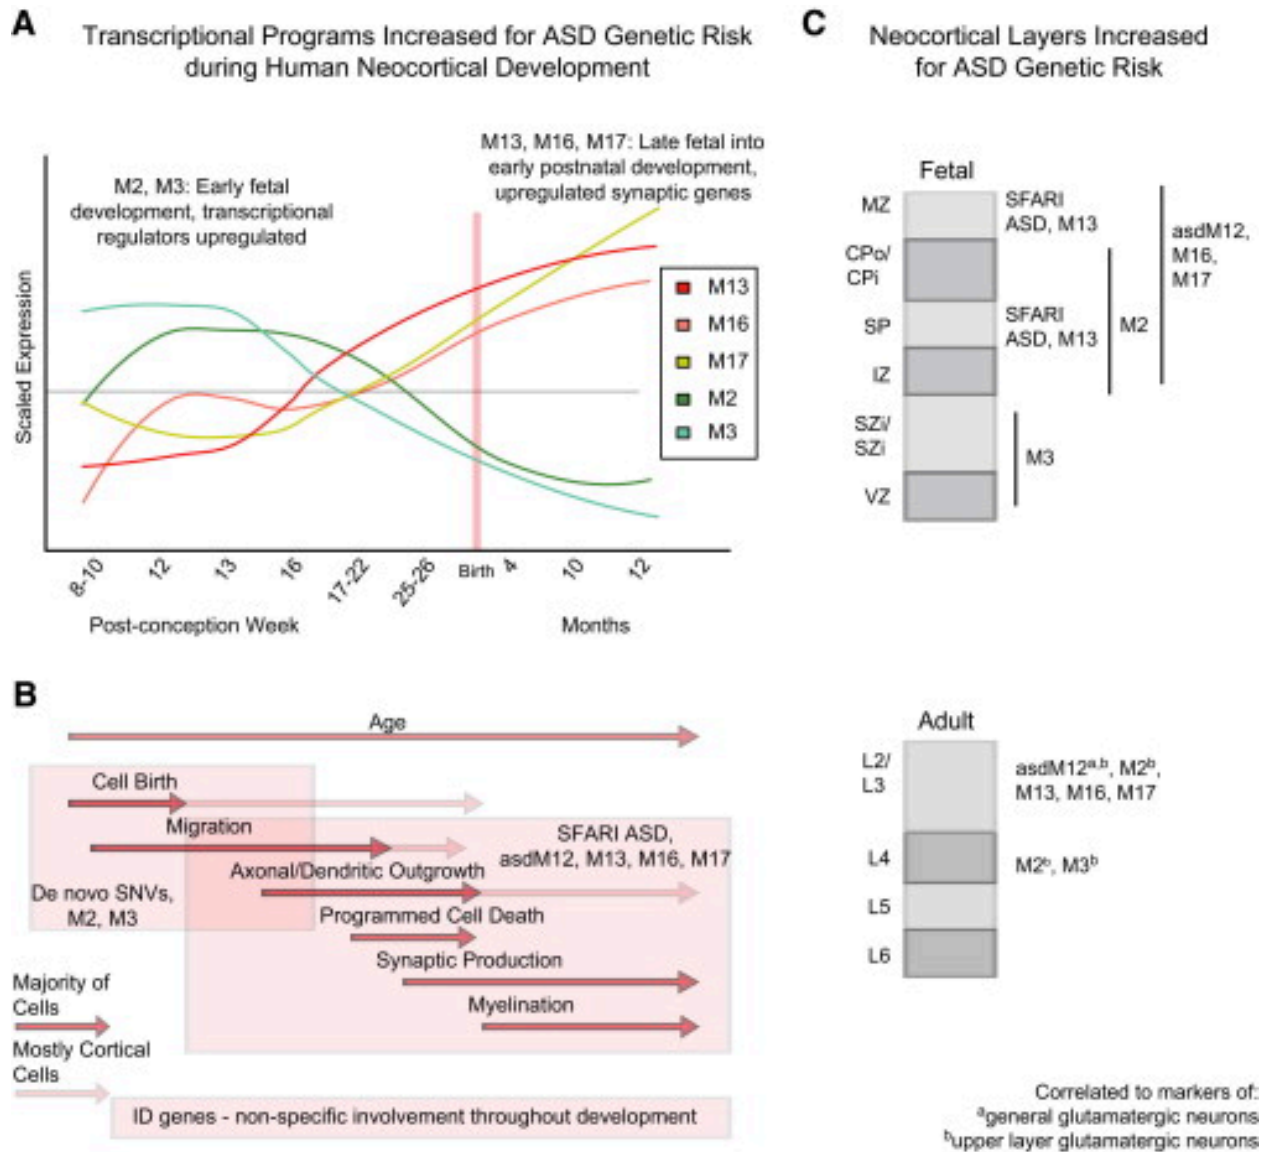 A
Transcriptional Programs Increased for ASD Genetic Risk
during Human Neocortical Development
M2, M3: Early fetal
development, transcriptional
regulators upregulated
M13, M16, M17: Late fetal into
early postnatal development,
upregulated synaptic genes
Scaled Expression
M13
M16
M17
M2
M3
8-10
12
13
16
17-22
25-26
Birth
4
10
12
Post-conception Week
Months
B
Age
Cell Birth
Migration
SFARI ASD,
asdM12, M13, M16, M17
Axonal/Dendritic Outgrowth
De novo SNVs,
M2, M3
Programmed Cell Death
Synaptic Production
Myelination
Majority of
Cells
Mostly Cortical
Cells
ID genes - non-specific involvement throughout development
C
Neocortical Layers Increased
for ASD Genetic Risk
Fetal
MZ
SFARI
ASD, M13
CPo/
CPi
SP
SFARI
ASD, M13
IZ
SZi/
SZi
VZ
M3
M2
asdM12,
M16,
M17
Adult
L2/
L3
asdM12a,b, M2b,
M13, M16, M17
L4
M2b, M3b
L5
L6
Correlated to markers of:
ageneral glutamatergic neurons
bupper layer glutamatergic neurons